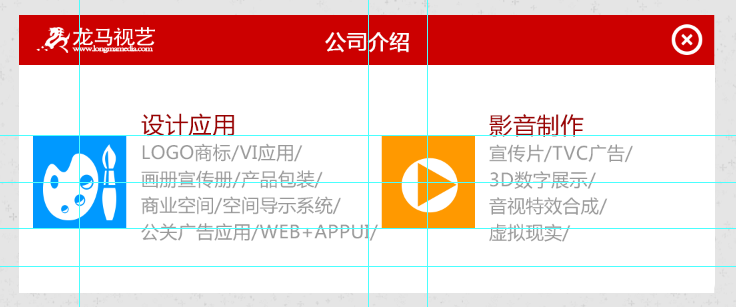 龙马视艺
www.longmamedia.com
公司介绍
设计应用
LOGO商标/VI应用/
画册宣传册/产品包装/
商业空间/空间导示系统/
公关广告应用/WEB+APPUI/
影音制作
宣传片/TVC广告/
3D数字展示/
音视特效合成/
虚拟现实/